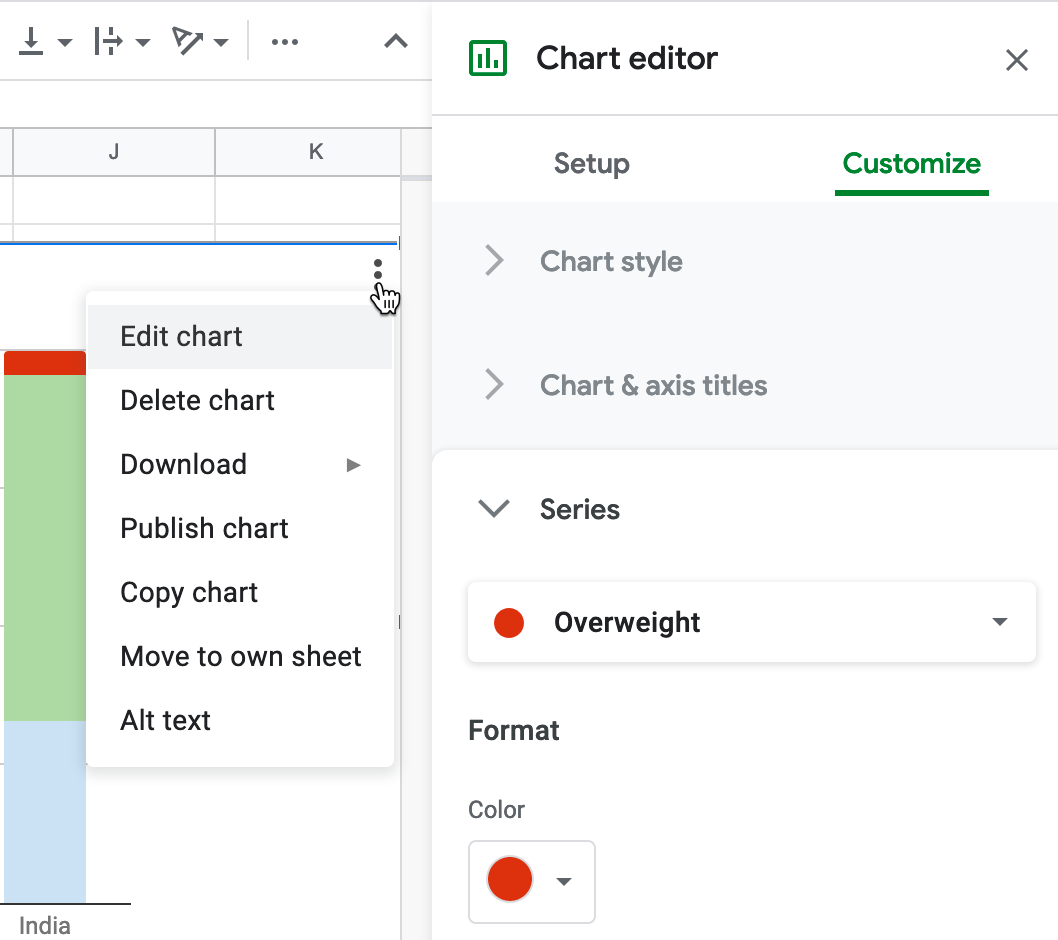 Chart editor
Setup
Customize
J
K
Chart style
Chart & axis titles
Edit chart
Delete chart
Download
Publish chart
Copy chart
Move to own sheet
Alt text
India
Series
Overweight
Format
Color